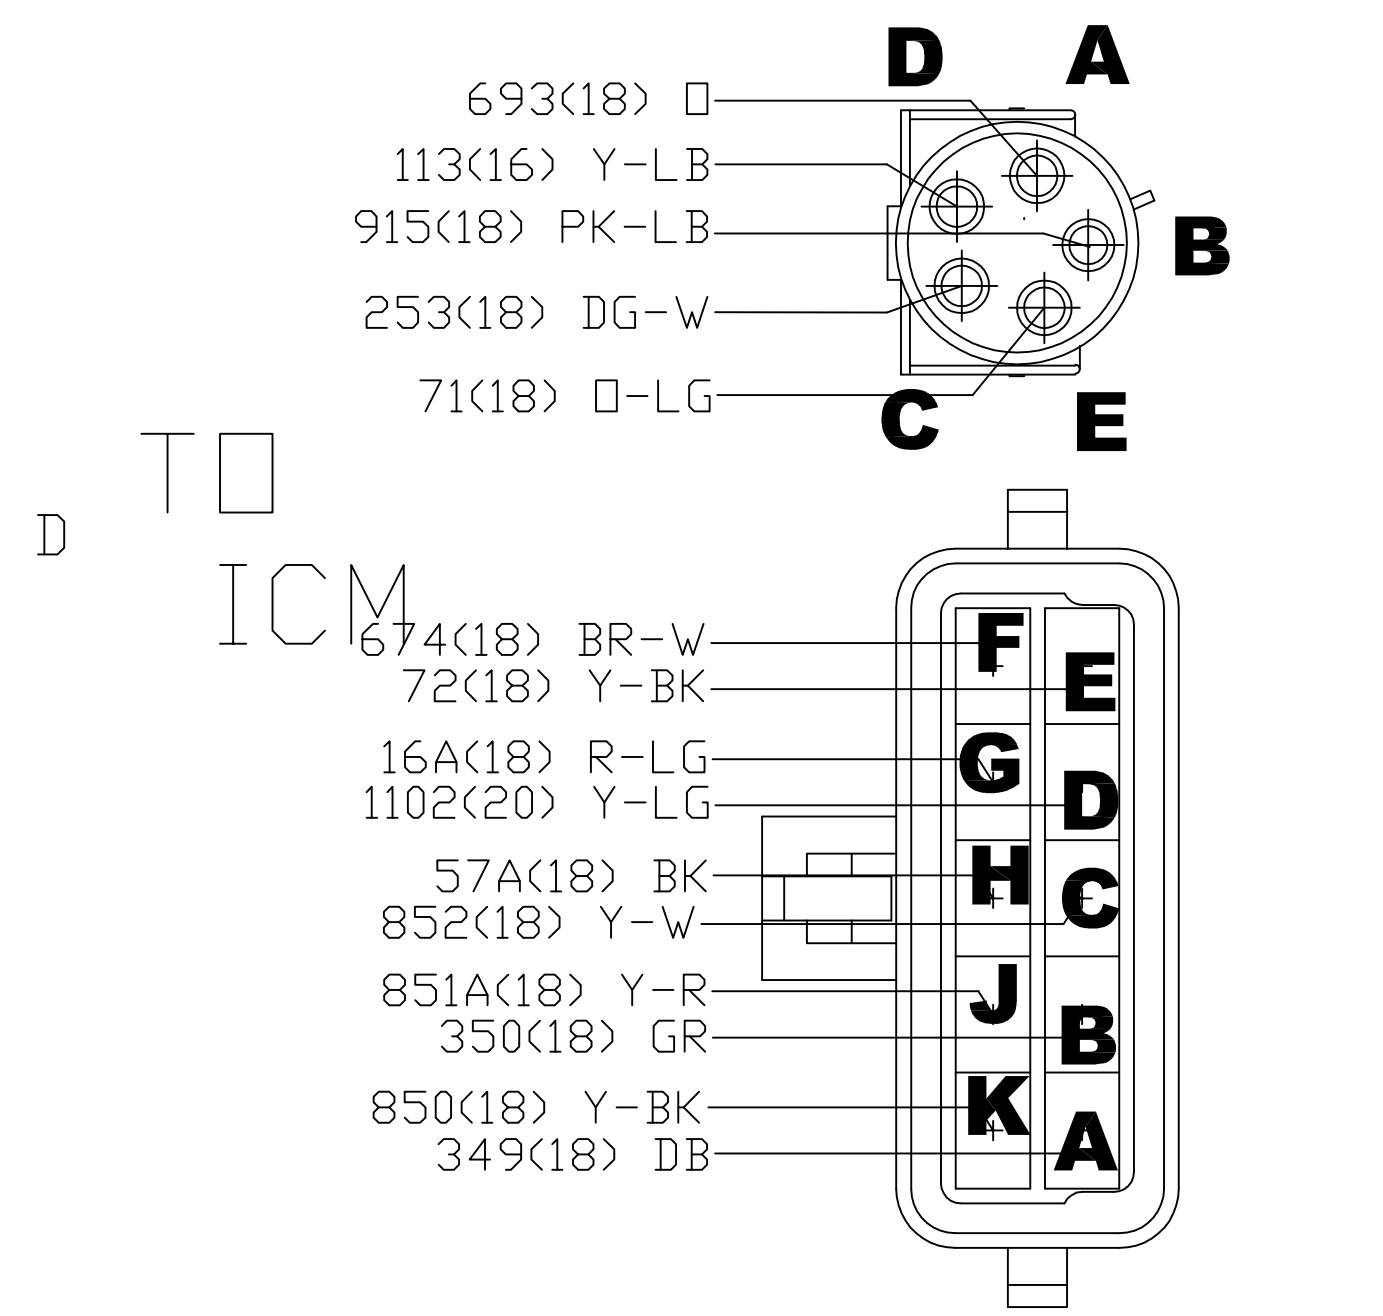 D A
693(18) O
113(16) Y-LB
915(18) PK-LB
B
253(18) DG-W
71(18) O-LG
C E
TO
D
ICM
F
674(18) BR-W
E
72(18) Y-BK
G
16A(18) R-LG
D
1102(20) Y-LG
H
57A(18) BK
C
852(18) Y-W
J
851A(18) Y-R
B
350(18) GR
K
850(18) Y-BK
A
349(18) DB